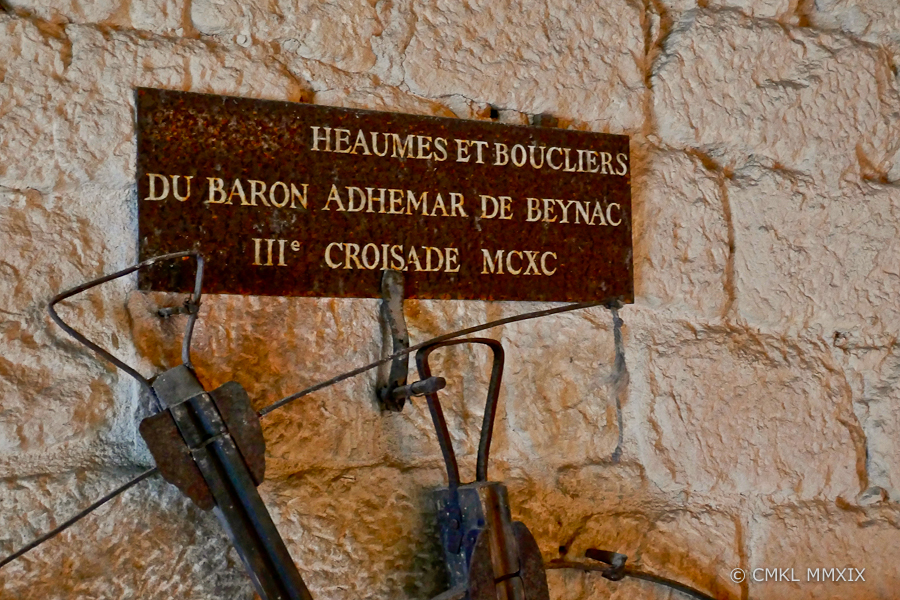 HEAUMES ET BOUCLIERS
DU BARON ADHEMAR DE BEYNAC
IIIe CROISADE MCXC
© CMKL MMXIX